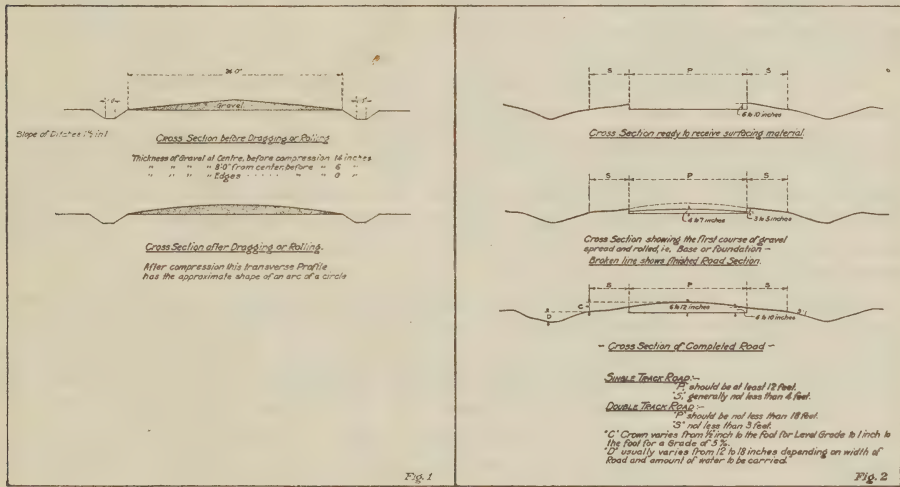 Gravel
Slope of Ditches 1½ in 1
Cross Section before Dragging or Rolling
Thickness of Gravel at Centre, before compression 14 inches
" " " " 8'0" from center, before " 6 "
" " " " Edges " " 0 "
Cross Section after Dragging or Rolling.
After compression this transverse Profile
has the approximate shape of an arc of a circle
Fig. 1
S P S
6 to 10 inches
Cross Section ready to receive surfacing material.
S P S
4 to 7 inches
3 to 5 inches
Cross Section showing the first course of gravel
spread and rolled, i.e. Base or foundation –
Broken line shows finished Road Section.
S P S
C
D
6 to 12 inches
6 to 10 inches
– Cross Section of Completed Road –
SINGLE TRACK ROAD:–
"P" should be at least 12 feet.
"S" generally not less than 4 feet.
DOUBLE TRACK ROAD:–
"P" should be not less than 18 feet.
"S" not less than 3 feet.
"C" Crown varies from ½ inch to the foot for Level Grade to 1 inch to
the foot for a Grade of 5%.
"D" usually varies from 12 to 18 inches depending on width of
Road and amount of water to be carried.
Fig. 2